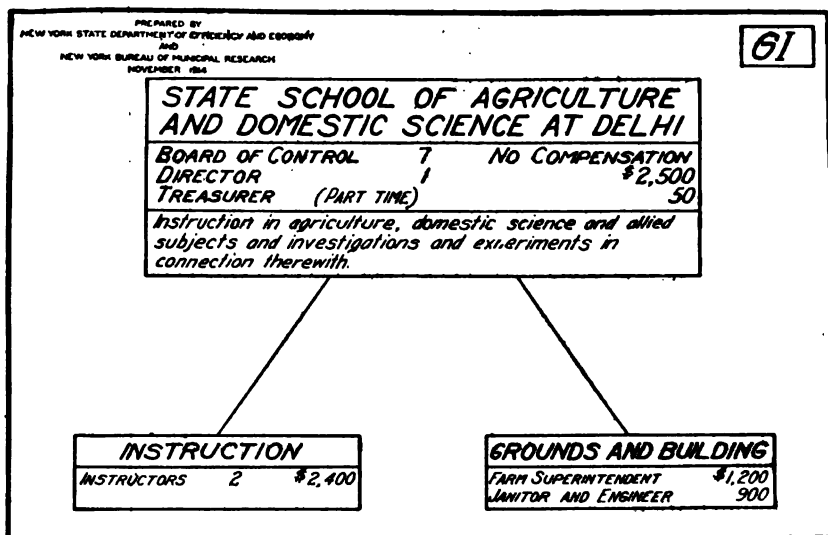 PREPARED BY
NEW YORK STATE DEPARTMENT OF EFFICIENCY AND ECONOMY
AND
NEW YORK BUREAU OF MUNICIPAL RESEARCH
NOVEMBER 1914
61
STATE SCHOOL OF AGRICULTURE
AND DOMESTIC SCIENCE AT DELHI
BOARD OF CONTROL 7 NO COMPENSATION
DIRECTOR 1 $2,500
TREASURER (PART TIME) 50
Instruction in agriculture, domestic science and allied
subjects and investigations and experiments in
connection therewith.
INSTRUCTION
INSTRUCTORS 2 $2,400
GROUNDS AND BUILDING
FARM SUPERINTENDENT $1,200
JANITOR AND ENGINEER 900